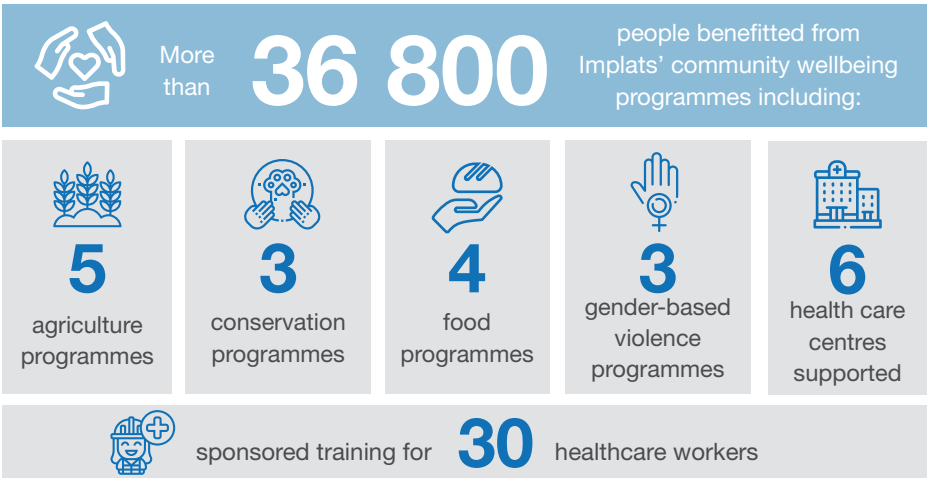 More
than
36 800
people benefitted from
Implats' community wellbeing
programmes including:
5
agriculture
programmes
3
conservation
programmes
4
food
programmes
3
gender-based
violence
programmes
6
health care
centres
supported
sponsored training for 30 healthcare workers